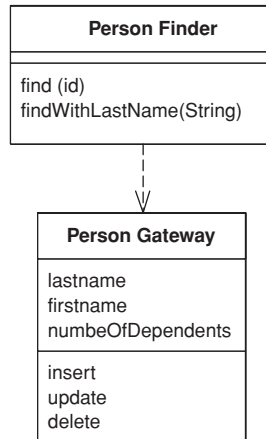 Person Finder
find (id)
findWithLastName(String)
Person Gateway
lastname
firstname
numbeOfDependents
insert
update
delete